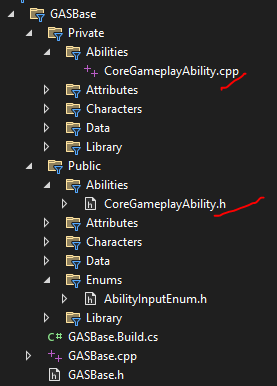 GASBase
Private
Abilities
CoreGameplayAbility.cpp
Attributes
Characters
Data
Library
Public
Abilities
CoreGameplayAbility.h
Attributes
Characters
Data
Enums
AbilityInputEnum.h
Library
GASBase.Build.cs
GASBase.cpp
GASBase.h